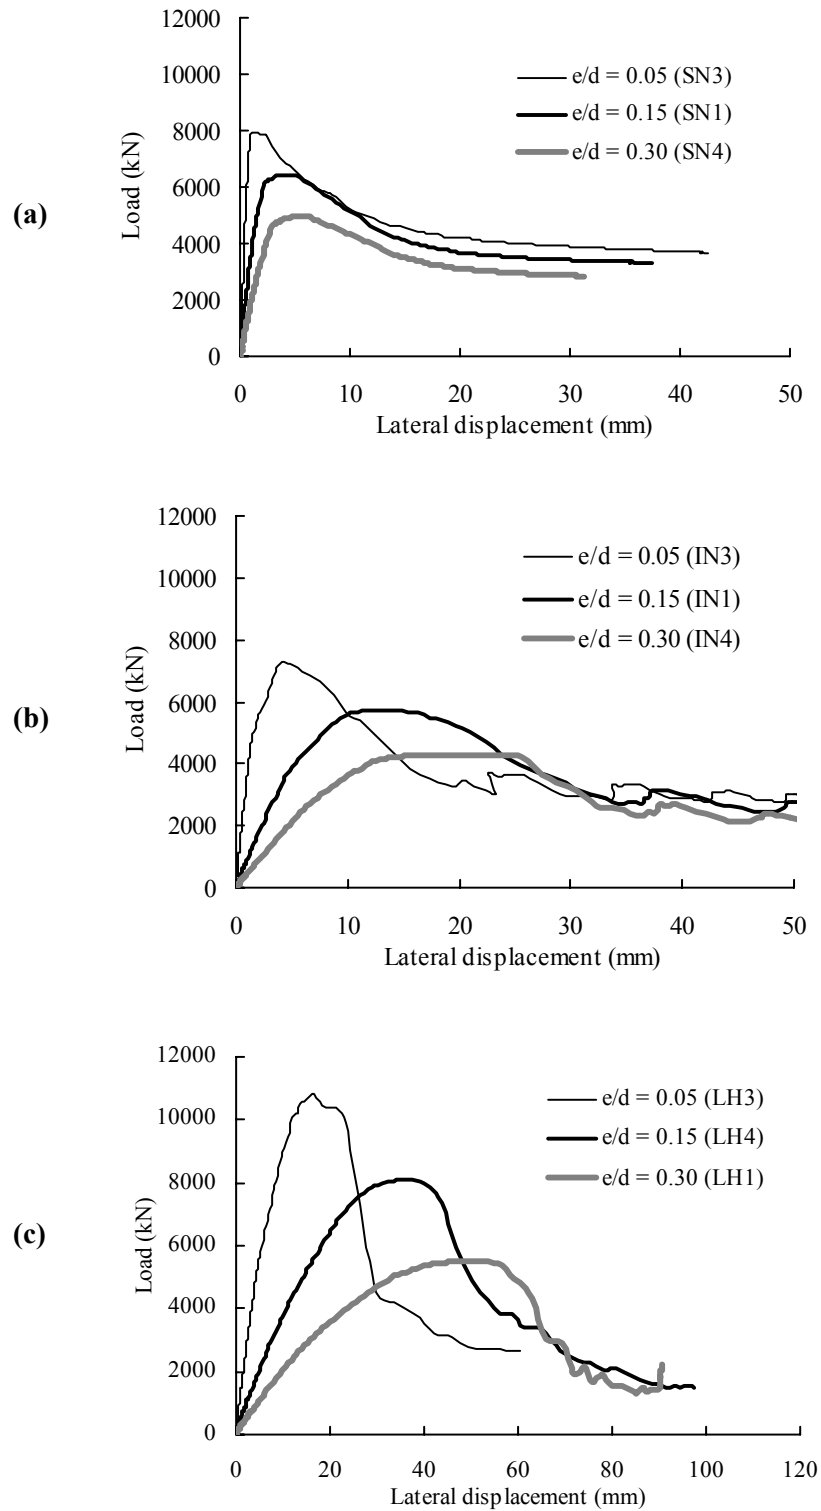 12000
10000
8000
6000
4000
2000
0
Load (kN)
(a)
e/d = 0.05 (SN3)
e/d = 0.15 (SN1)
e/d = 0.30 (SN4)
0 10 20 30 40 50
Lateral displacement (mm)
12000
10000
8000
6000
4000
2000
0
Load (kN)
(b)
e/d = 0.05 (IN3)
e/d = 0.15 (IN1)
e/d = 0.30 (IN4)
0 10 20 30 40 50
Lateral displacement (mm)
12000
10000
8000
6000
4000
2000
0
Load (kN)
(c)
e/d = 0.05 (LH3)
e/d = 0.15 (LH4)
e/d = 0.30 (LH1)
0 20 40 60 80 100 120
Lateral displacement (mm)